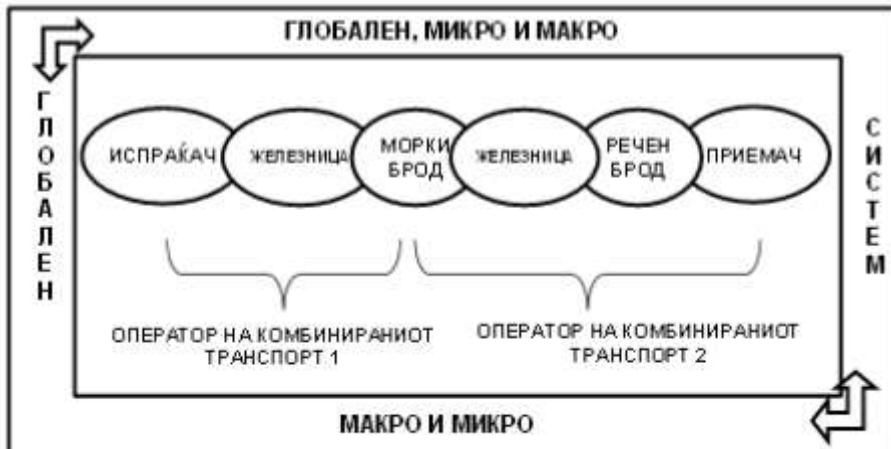 ГЛОБАЛЕН, МИКРО И МАКРО
ГЛОБАЛЕН
ИСПРАЌАЧ
ЖЕЛЕЗНИЦА
МОРКИ
БРОД
ЖЕЛЕЗНИЦА
РЕЧЕН
БРОД
ПРИЕМАЧ
СИСТЕМ
ОПЕРАТОР НА КОМБИНИРАНИОТ
ТРАНСПОРТ 1
ОПЕРАТОР НА КОМБИНИРАНИОТ
ТРАНСПОРТ 2
МАКРО И МИКРО